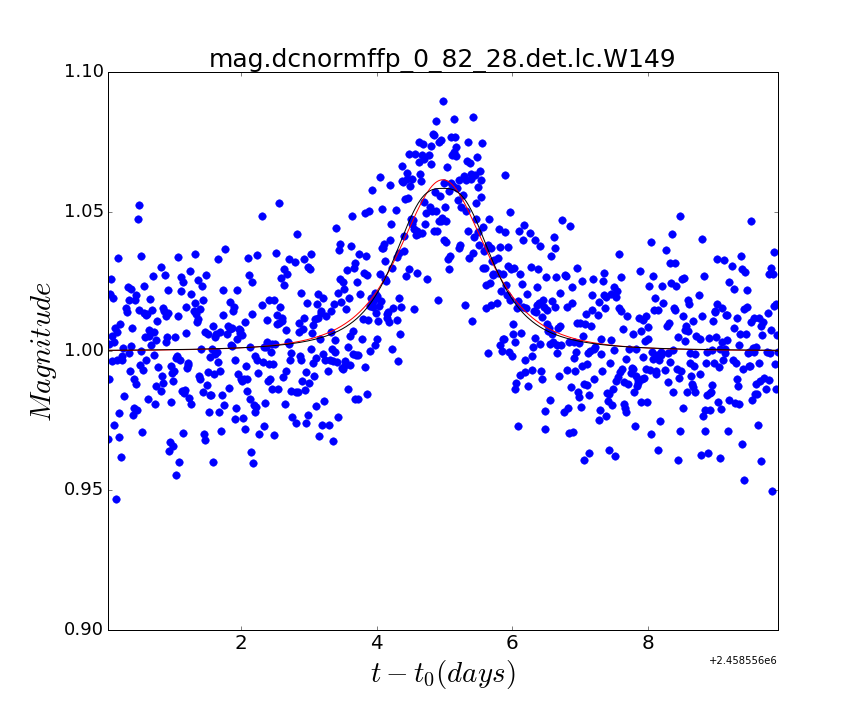 mag.dcnormffp_0_82_28.det.lc.W149
1.10
1.05
1.00
0.95
0.90
Magnitude
2 4 6 8
+2.458556e6
t − t₀(days)